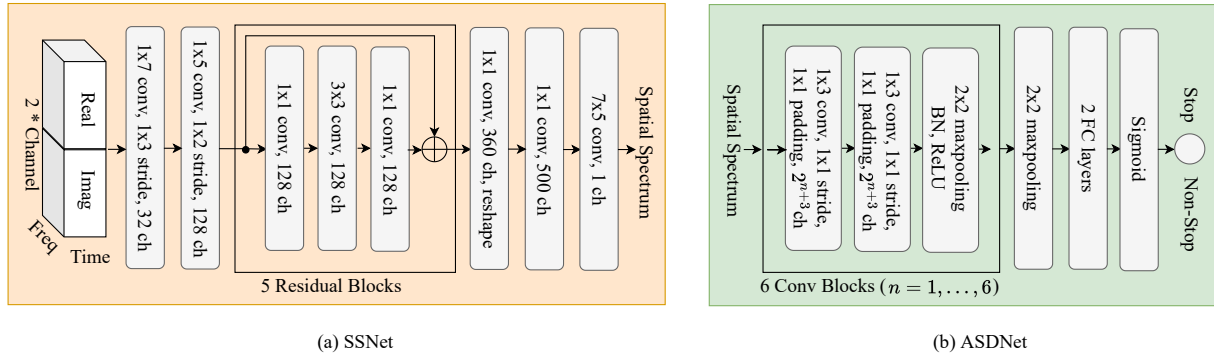 2 * Channel
Real
Imag
Freq
Time
1x7 conv, 1x3 stride, 32 ch
1x5 conv, 1x2 stride, 128 ch
1x1 conv, 128 ch
3x3 conv, 128 ch
1x1 conv, 128 ch
5 Residual Blocks
1x1 conv, 360 ch, reshape
1x1 conv, 500 ch
7x5 conv, 1 ch
Spatial Spectrum
(a) SSNet
Spatial Spectrum
1x3 conv, 1x1 stride,
1x1 padding, 2^{n+3} ch
1x3 conv, 1x1 stride,
1x1 padding, 2^{n+3} ch
2x2 maxpooling
BN, ReLU
6 Conv Blocks (n = 1, . . . , 6)
2x2 maxpooling
2 FC layers
Sigmoid
Stop
Non-Stop
(b) ASDNet